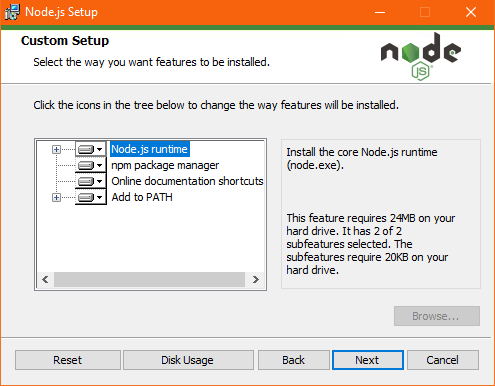 Node.js Setup
Custom Setup
Select the way you want features to be installed.
node
JS
Click the icons in the tree below to change the way features will be installed.
Node.js runtime
npm package manager
Online documentation shortcuts
Add to PATH
Install the core Node.js runtime
(node.exe).
This feature requires 24MB on your
hard drive. It has 2 of 2
subfeatures selected. The
subfeatures require 20KB on your
hard drive.
Browse...
Reset
Disk Usage
Back
Next
Cancel